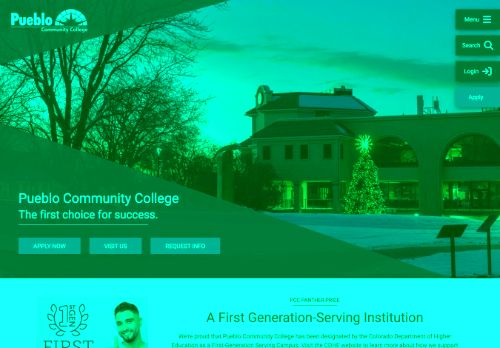 Pueblo
Community College
Menu
Search
Login
Apply
Pueblo Community College
The first choice for success.
APPLY NOW
VISIT US
REQUEST INFO
PCC PANTHER PRIDE
A First Generation-Serving Institution
We're proud that Pueblo Community College has been designated by the Colorado Department of Higher
Education as a First-Generation Serving Campus. Visit the CDHE website to learn more about how we support
1
ST
GEN
FIRST